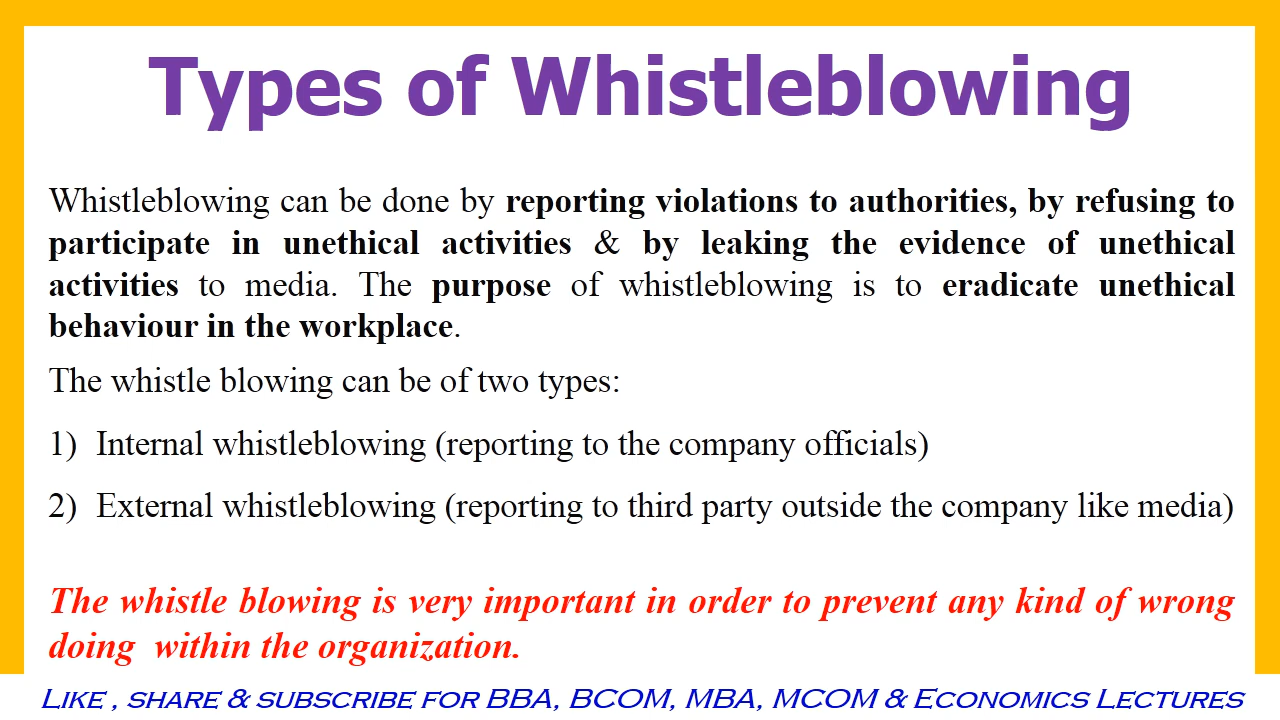 Types of Whistleblowing
Whistleblowing can be done by reporting violations to authorities, by refusing to
participate in unethical activities & by leaking the evidence of unethical
activities to media. The purpose of whistleblowing is to eradicate unethical
behaviour in the workplace.
The whistle blowing can be of two types:
1) Internal whistleblowing (reporting to the company officials)
2) External whistleblowing (reporting to third party outside the company like media)
The whistle blowing is very important in order to prevent any kind of wrong
doing within the organization.
Like , share & subscribe for BBA, BCOM, MBA, MCOM & Economics Lectures